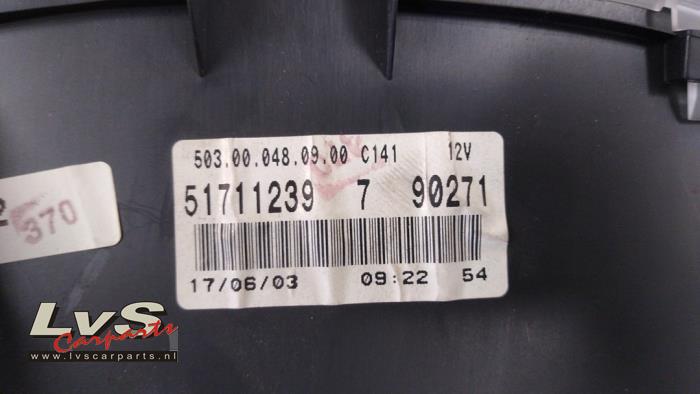 503.00.048.09.00 C141 12V
51711239 7 90271
17/06/03 09:22 54
2
370
LvS
Carparts
www.lvscarparts.nl